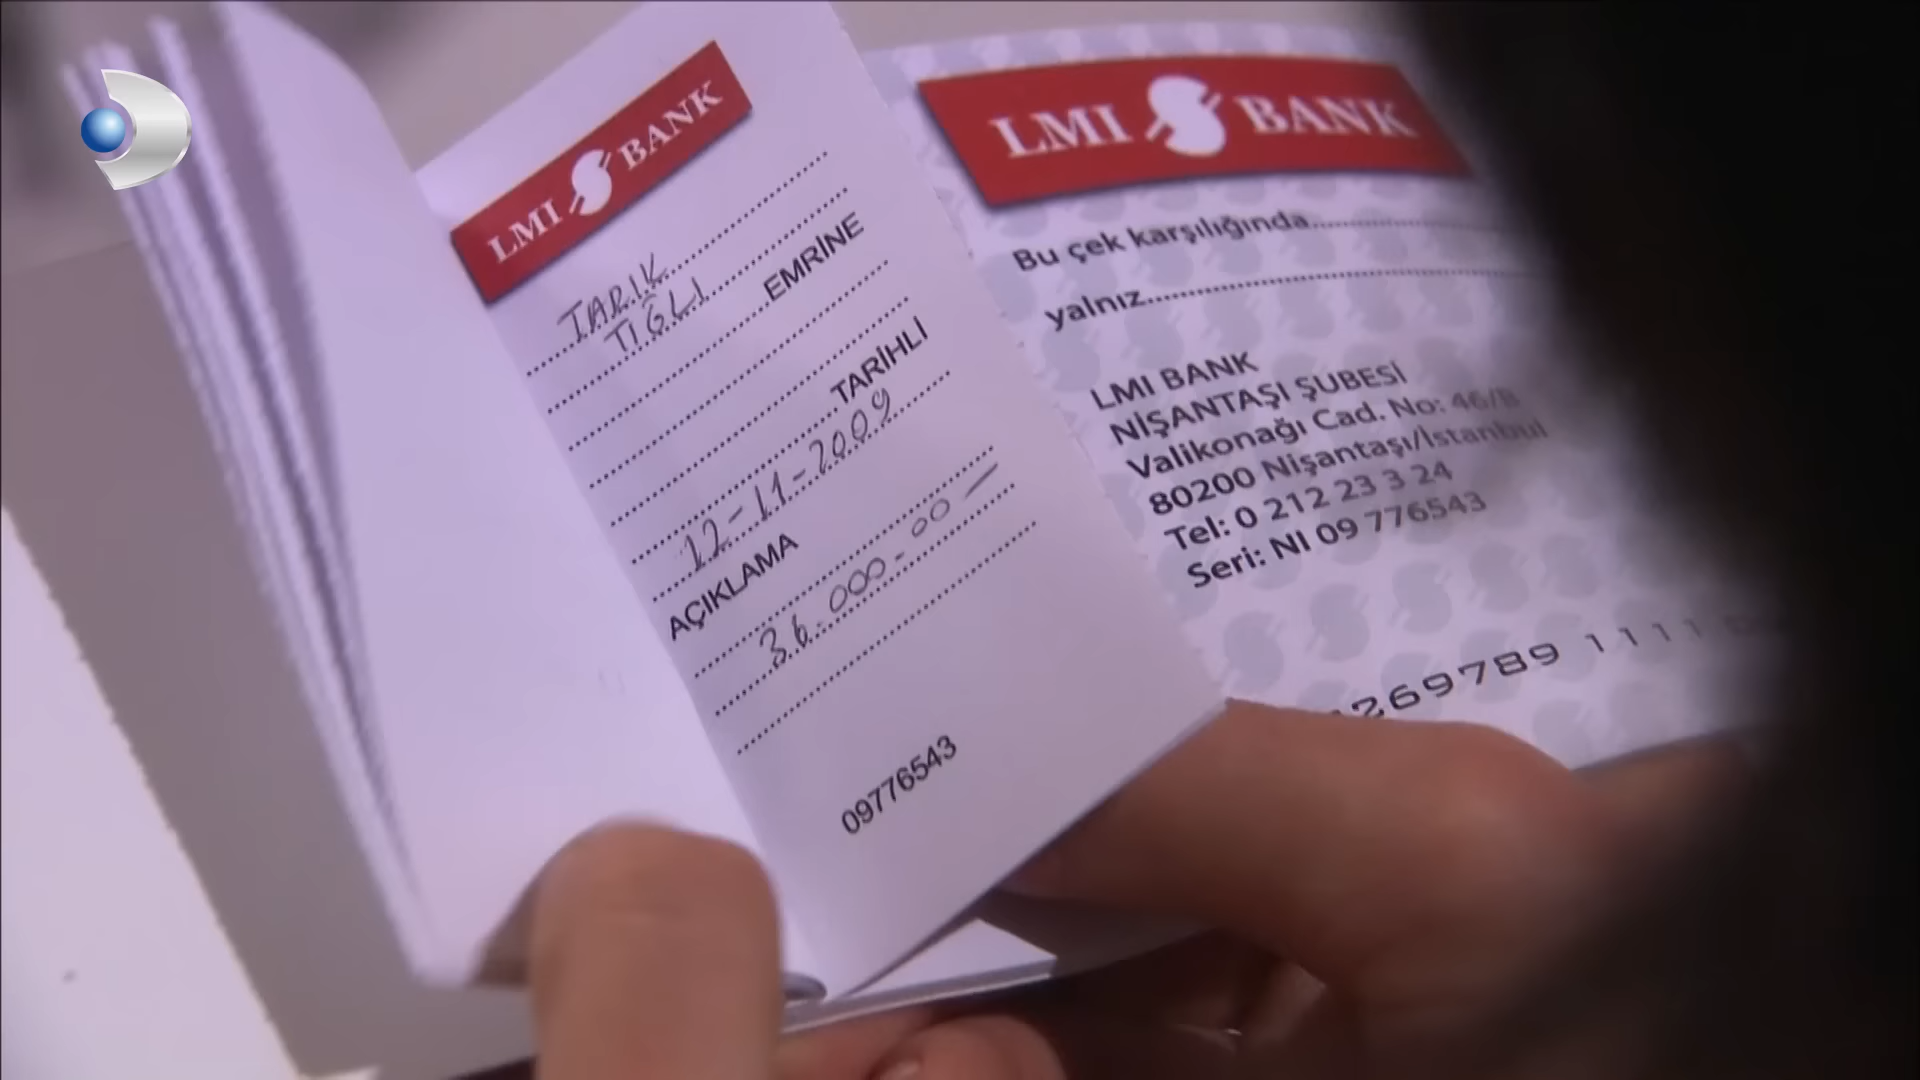 LMI BANK
TARIK
TIĞLI
EMRİNE
TARİHLİ
12-11-2009
AÇIKLAMA
36.000-00-
09776543
LMI BANK
Bu çek karşılığında
yalnız
LMI BANK
NİŞANTAŞI ŞUBESİ
Valikonağı Cad. No: 46/B
80200 Nişantaşı/İstanbul
Tel: 0 212 23 3 24
Seri: NI 09 776543
269789 1111